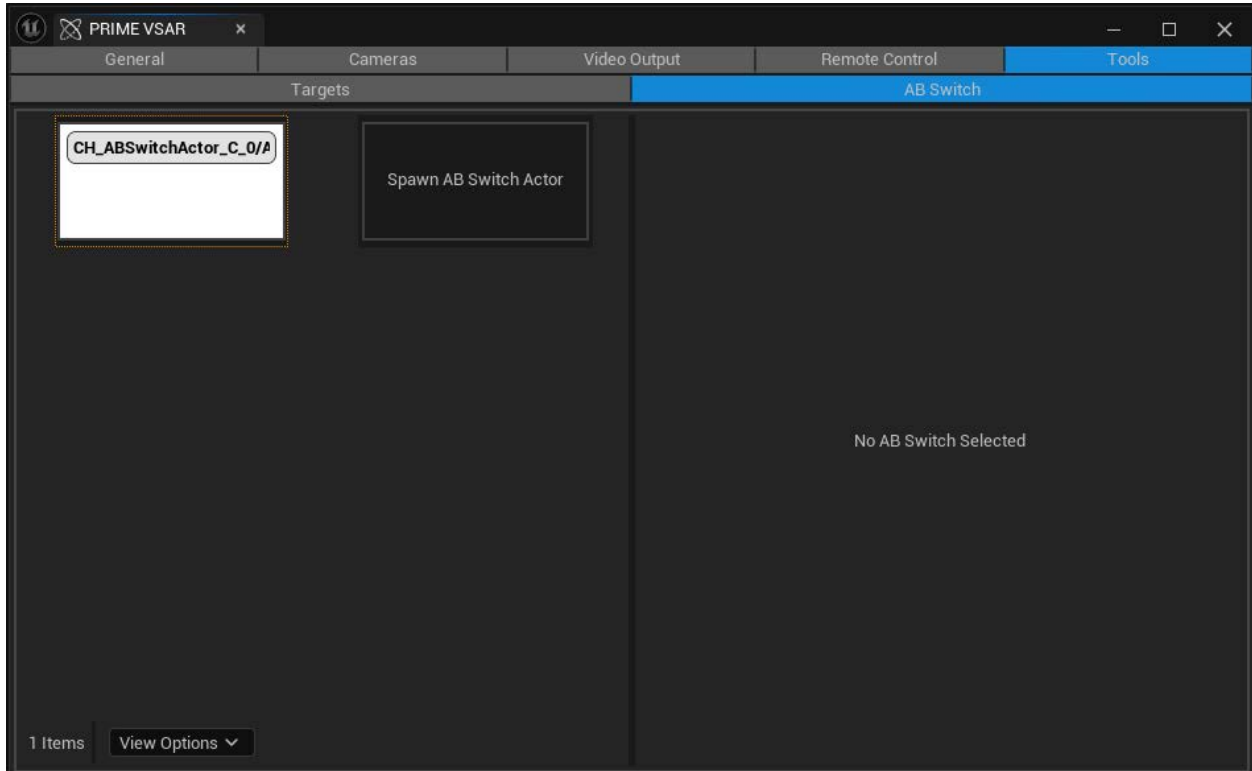 PRIME VSAR
General Cameras Video Output Remote Control Tools
Targets AB Switch
CH_ABSwitchActor_C_0/A
Spawn AB Switch Actor
No AB Switch Selected
1 Items View Options